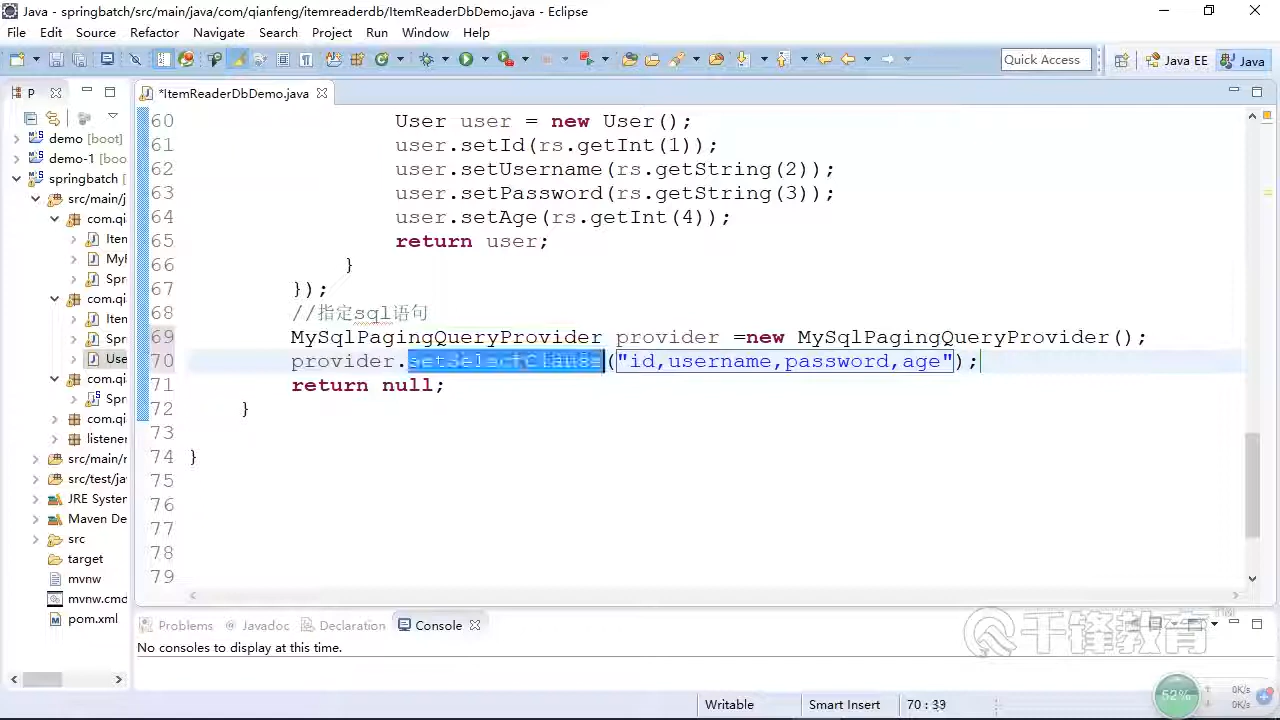 Java - springbatch/src/main/java/com/qianfeng/itemreaderdb/ItemReaderDbDemo.java - Eclipse
File Edit Source Refactor Navigate Search Project Run Window Help
Quick Access
Java EE
Java
P
*ItemReaderDbDemo.java
demo [boot]
demo-1 [boo
springbatch [
src/main/j
com.qi
Iten
MyI
Spr
com.qi
Iten
Spr
Use
com.qi
Spr
com.qi
listener
src/main/r
src/test/ja
JRE Systen
Maven De
src
target
mvnw
mvnw.cmd
pom.xml
60 User user = new User();
61 user.setId(rs.getInt(1));
62 user.setUsername(rs.getString(2));
63 user.setPassword(rs.getString(3));
64 user.setAge(rs.getInt(4));
65 return user;
66 }
67 });
68 //指定sql语句
69 MySqlPagingQueryProvider provider =new MySqlPagingQueryProvider();
70 provider.setSelectClause("id,username,password,age");
71 return null;
72 }
73
74 }
75
76
77
78
79
Problems @ Javadoc Declaration Console
No consoles to display at this time.
千锋教育
TM
Writable
Smart Insert
70 : 39
52%
0K/s
0K/s